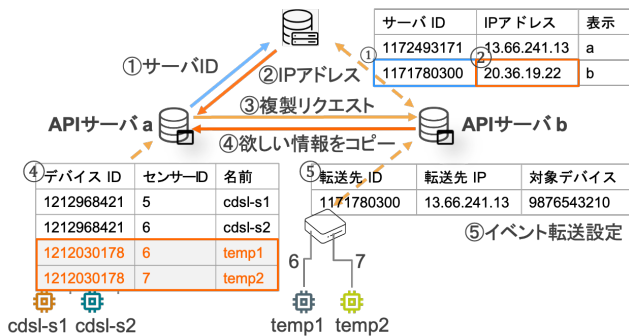 サーバ ID IPアドレス 表示
1172493171 13.66.241.13 a
① ②
1171780300 20.36.19.22 b
①サーバID
②IPアドレス
③複製リクエスト
APIサーバ a
APIサーバ b
④欲しい情報をコピー
④
デバイス ID センサーID 名前
1212968421 5 cdsl-s1
1212968421 6 cdsl-s2
1212030178 6 temp1
1212030178 7 temp2
⑤
転送先 ID 転送先 IP 対象デバイス
1171780300 13.66.241.13 9876543210
⑤イベント転送設定
6 7
cdsl-s1 cdsl-s2 temp1 temp2